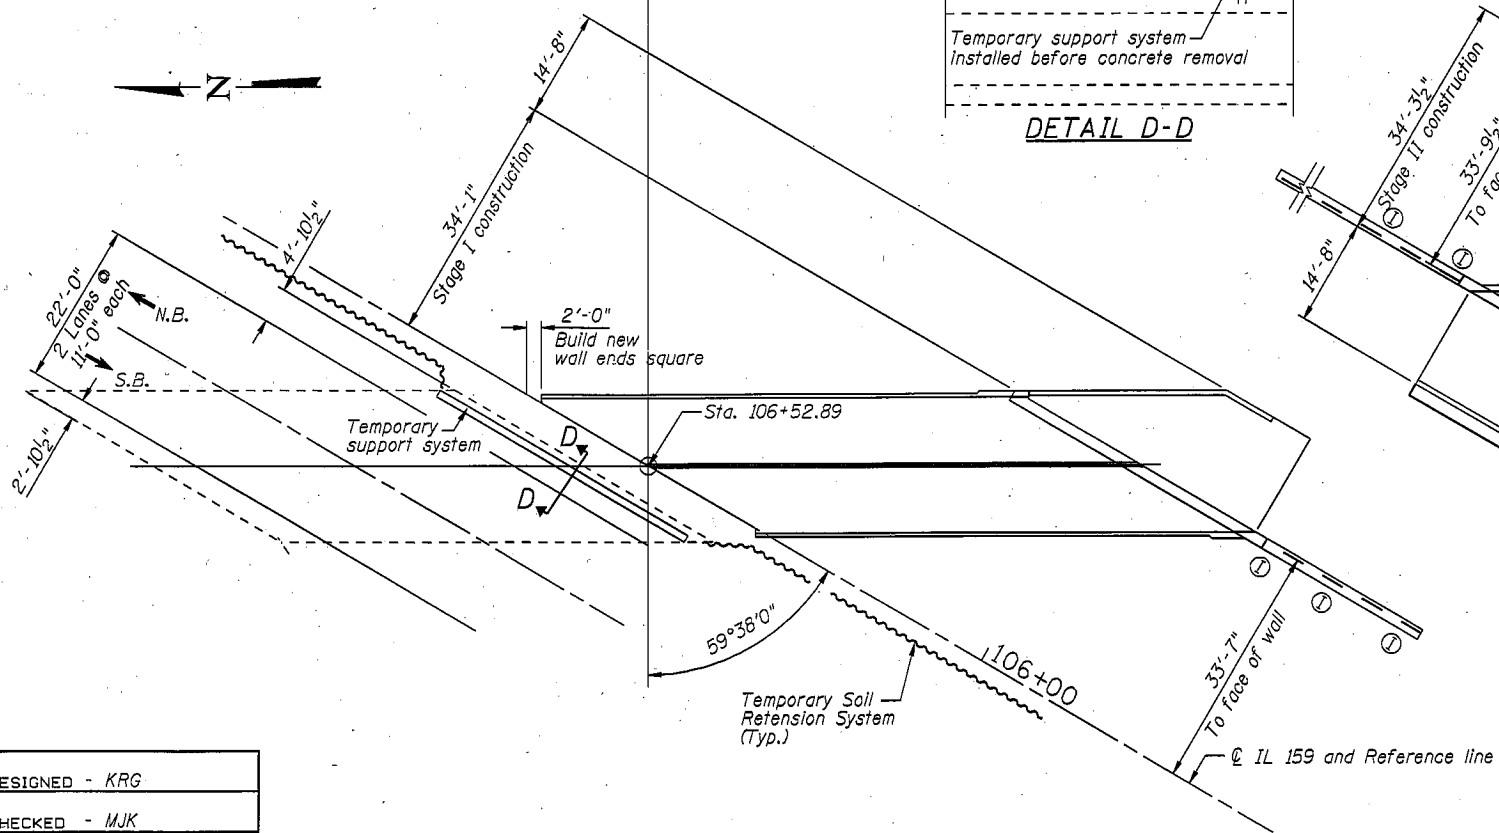 Temporary support system
installed before concrete removal
DETAIL D-D
N
14'-8"
34'-1"
Stage I construction
4'-10½"
22'-0"
2 Lanes @
11'-0" each
N.B.
S.B.
2'-10½"
2'-0"
Build new
wall ends square
Sta. 106+52.89
Temporary
support system
D
D
59°38'0"
Temporary Soil
Retension System
(Typ.)
106+00
33'-7"
To face of wall
℄ IL 159 and Reference line
I
I
I
34'-3½"
Stage II construction
33'-9½"
To fac
14'-8"
I
I
ESIGNED - KRG
HECKED - MJK